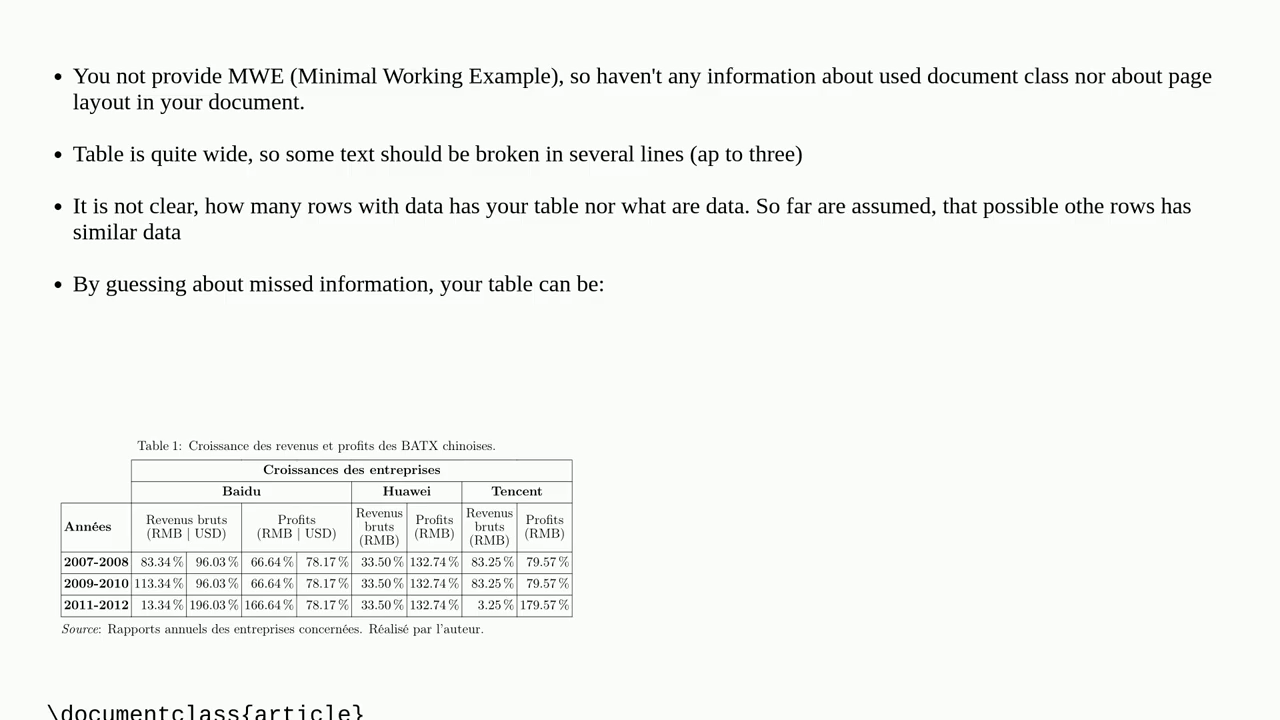 • You not provide MWE (Minimal Working Example), so haven't any information about used document class nor about page
layout in your document.
• Table is quite wide, so some text should be broken in several lines (ap to three)
• It is not clear, how many rows with data has your table nor what are data. So far are assumed, that possible othe rows has
similar data
• By guessing about missed information, your table can be:
Table 1: Croissance des revenus et profits des BATX chinoises.
Croissances des entreprises
Baidu Huawei Tencent
Années Revenus bruts (RMB | USD) Profits (RMB | USD) Revenus bruts (RMB) Profits (RMB) Revenus bruts (RMB) Profits (RMB)
2007-2008 83.34 % 96.03 % 66.64 % 78.17 % 33.50 % 132.74 % 83.25 % 79.57 %
2009-2010 113.34 % 96.03 % 66.64 % 78.17 % 33.50 % 132.74 % 83.25 % 79.57 %
2011-2012 13.34 % 196.03 % 166.64 % 78.17 % 33.50 % 132.74 % 3.25 % 179.57 %
Source: Rapports annuels des entreprises concernées. Réalisé par l'auteur.
\documentclass{article}